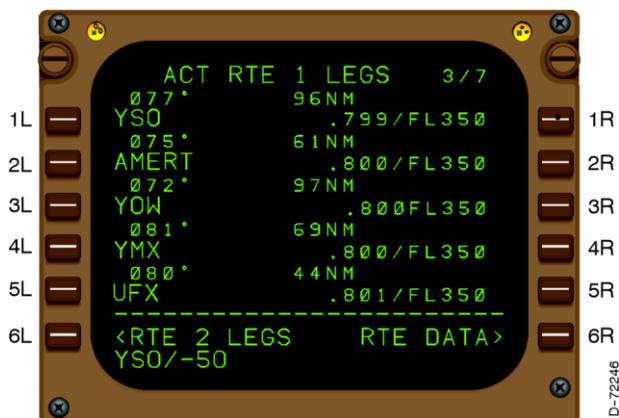 ACT RTE 1 LEGS 3/7
077° 96NM
1L YSO .799/FL350 1R
075° 61NM
2L AMERT .800/FL350 2R
072° 97NM
3L YOW .800FL350 3R
081° 69NM
4L YMX .800/FL350 4R
080° 44NM
5L UFX .801/FL350 5R
--------------------------------
6L <RTE 2 LEGS RTE DATA> 6R
YSO/-50
D-72246